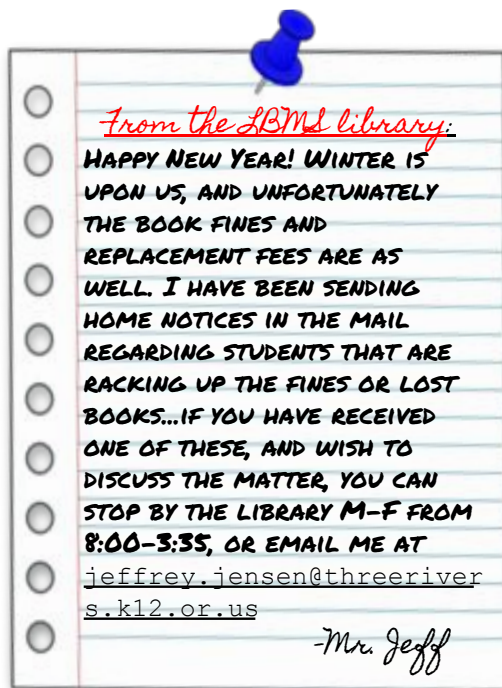 From the LBMS library:
HAPPY NEW YEAR! WINTER IS
UPON US, AND UNFORTUNATELY
THE BOOK FINES AND
REPLACEMENT FEES ARE AS
WELL. I HAVE BEEN SENDING
HOME NOTICES IN THE MAIL
REGARDING STUDENTS THAT ARE
RACKING UP THE FINES OR LOST
BOOKS...IF YOU HAVE RECEIVED
ONE OF THESE, AND WISH TO
DISCUSS THE MATTER, YOU CAN
STOP BY THE LIBRARY M-F FROM
8:00-3:35, OR EMAIL ME AT
jeffrey.jensen@threeriver
s.k12.or.us
-Mr. Jeff